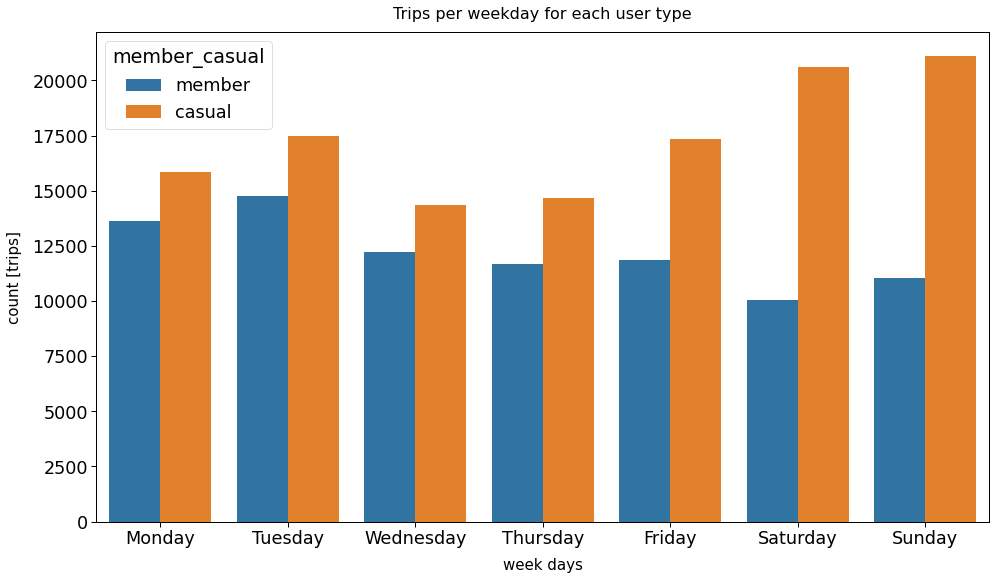 Trips per weekday for each user type
member_casual
member
casual
20000
17500
15000
12500
10000
7500
5000
2500
0
count [trips]
Monday Tuesday Wednesday Thursday Friday Saturday Sunday
week days